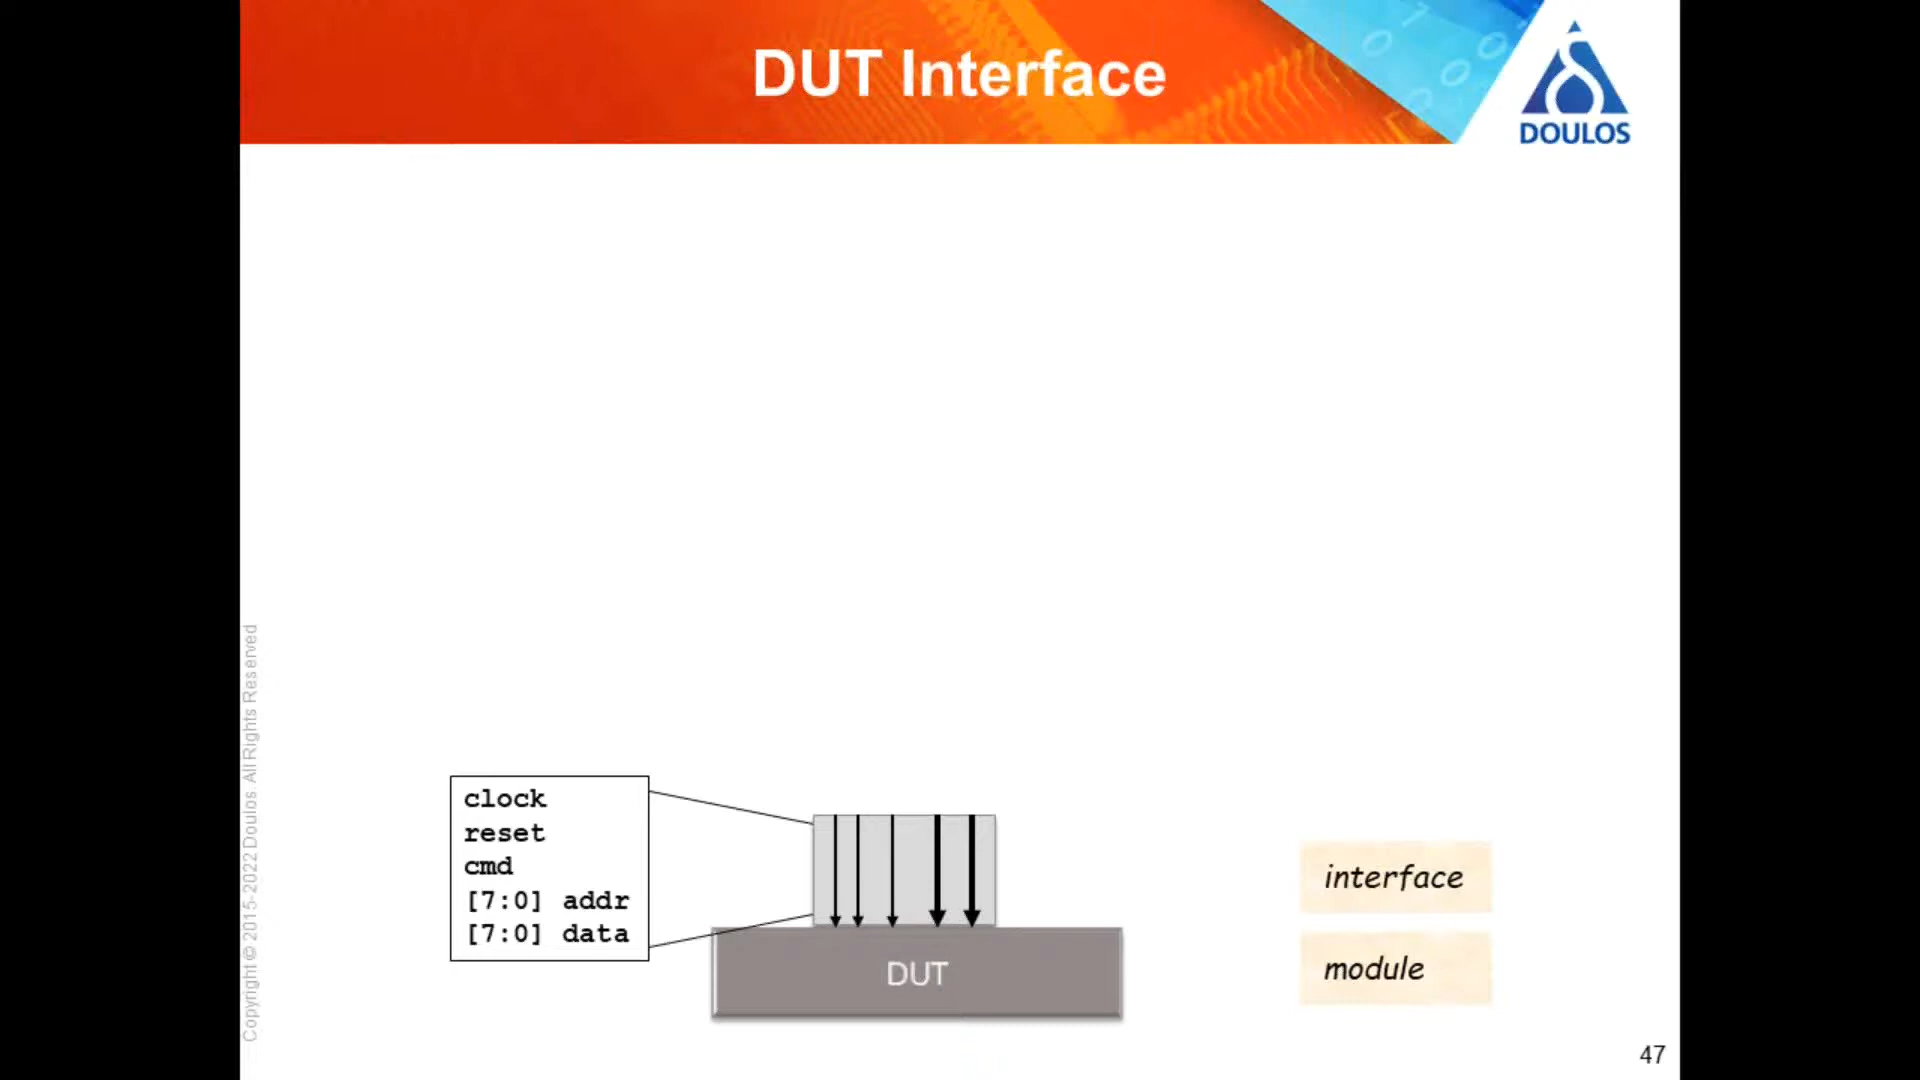 DUT Interface
DOULOS
clock
reset
cmd
[7:0] addr
[7:0] data
DUT
interface
module
Copyright © 2015-2022 Doulos. All Rights Reserved
47